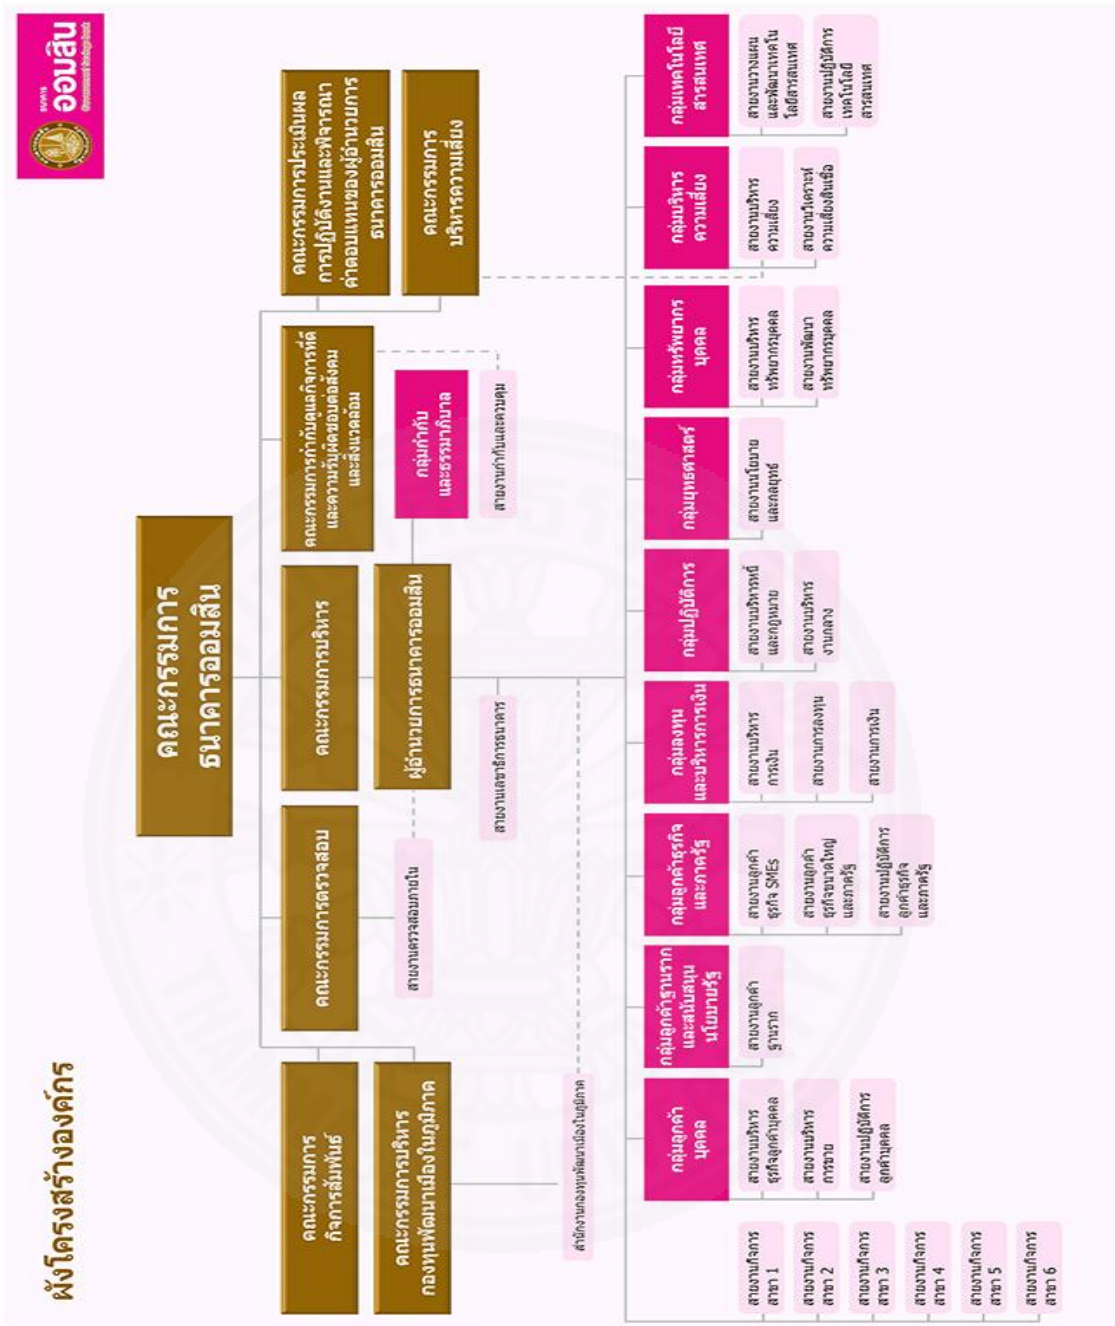 ผังโครงสร้างองค์กร
ธนาคาร
ออมสิน
คณะกรรมการ
ธนาคารออมสิน
คณะกรรมการ
กิจการสัมพันธ์
คณะกรรมการบริหาร
กองทุนพัฒนาเมืองในภูมิภาค
คณะกรรมการตรวจสอบ
คณะกรรมการบริหาร
คณะกรรมการกำกับดูแลกิจการที่ดี
และความรับผิดชอบต่อสังคม
และสิ่งแวดล้อม
คณะกรรมการประเมินผล
การปฏิบัติงานและพิจารณา
ค่าตอบแทนของผู้อำนวยการ
ธนาคารออมสิน
คณะกรรมการ
บริหารความเสี่ยง
ผู้อำนวยการธนาคารออมสิน
กลุ่มกำกับ
และธรรมาภิบาล
สายงานตรวจสอบภายใน
สายงานเลขาธิการธนาคาร
สายงานกำกับและควบคุม
สำนักงานกองทุนพัฒนาเมืองในภูมิภาค
สายงานกิจการ
สาขา 1
สายงานกิจการ
สาขา 2
สายงานกิจการ
สาขา 3
สายงานกิจการ
สาขา 4
สายงานกิจการ
สาขา 5
สายงานกิจการ
สาขา 6
กลุ่มลูกค้า
บุคคล
สายงานบริหาร
ธุรกิจลูกค้าบุคคล
สายงานบริหาร
การขาย
สายงานปฏิบัติการ
ลูกค้าบุคคล
กลุ่มลูกค้าฐานราก
และสนับสนุน
นโยบายรัฐ
สายงานลูกค้า
ฐานราก
กลุ่มลูกค้าธุรกิจ
และภาครัฐ
สายงานลูกค้า
ธุรกิจ SMEs
สายงานลูกค้า
ธุรกิจขนาดใหญ่
และภาครัฐ
สายงานปฏิบัติการ
ลูกค้าธุรกิจ
และภาครัฐ
กลุ่มลงทุน
และบริหารการเงิน
สายงานบริหาร
การเงิน
สายงานการลงทุน
สายงานการเงิน
กลุ่มปฏิบัติการ
สายงานบริหารหนี้
และกฎหมาย
สายงานบริหาร
งานกลาง
กลุ่มยุทธศาสตร์
สายงานนโยบาย
และกลยุทธ์
กลุ่มทรัพยากร
บุคคล
สายงานบริหาร
ทรัพยากรบุคคล
สายงานพัฒนา
ทรัพยากรบุคคล
กลุ่มบริหาร
ความเสี่ยง
สายงานบริหาร
ความเสี่ยง
สายงานวิเคราะห์
ความเสี่ยงสินเชื่อ
กลุ่มเทคโนโลยี
สารสนเทศ
สายงานวางแผน
และพัฒนาเทคโน
โลยีสารสนเทศ
สายงานปฏิบัติการ
เทคโนโลยี
สารสนเทศ